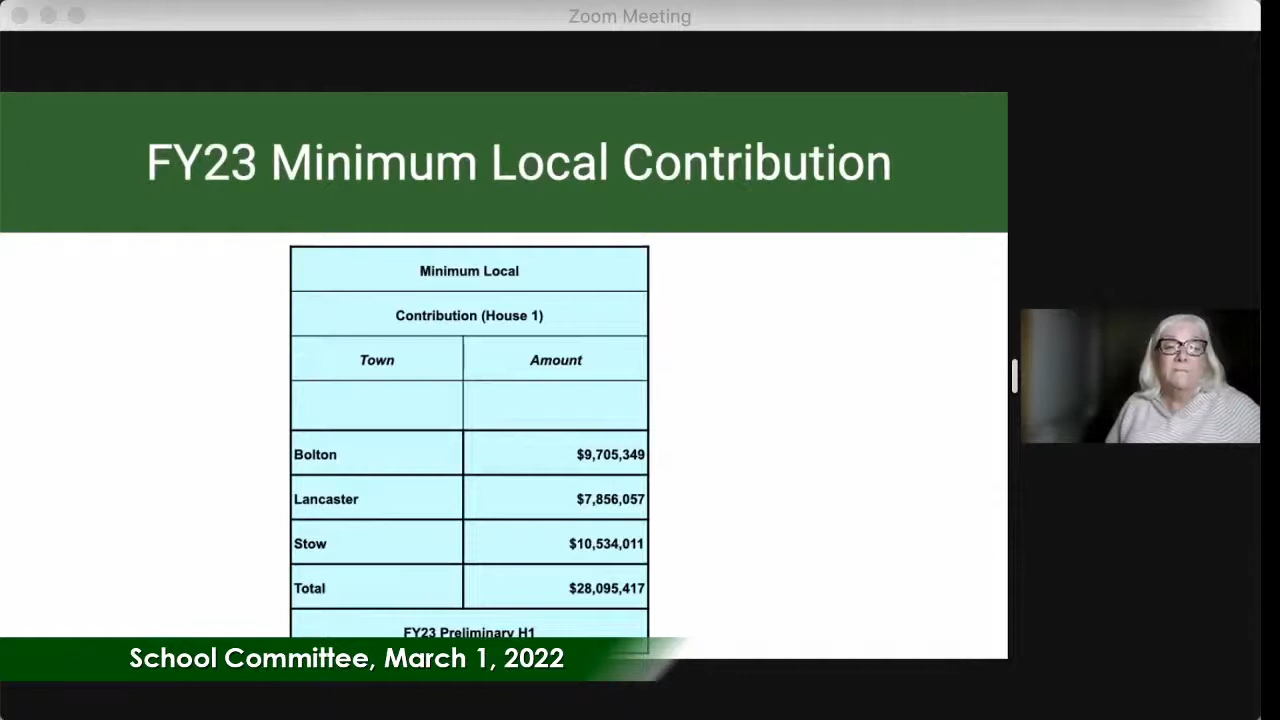 Zoom Meeting
FY23 Minimum Local Contribution
Minimum Local
Contribution (House 1)
Town Amount
Bolton $9,705,349
Lancaster $7,856,057
Stow $10,534,011
Total $28,095,417
FY23 Preliminary H1
School Committee, March 1, 2022